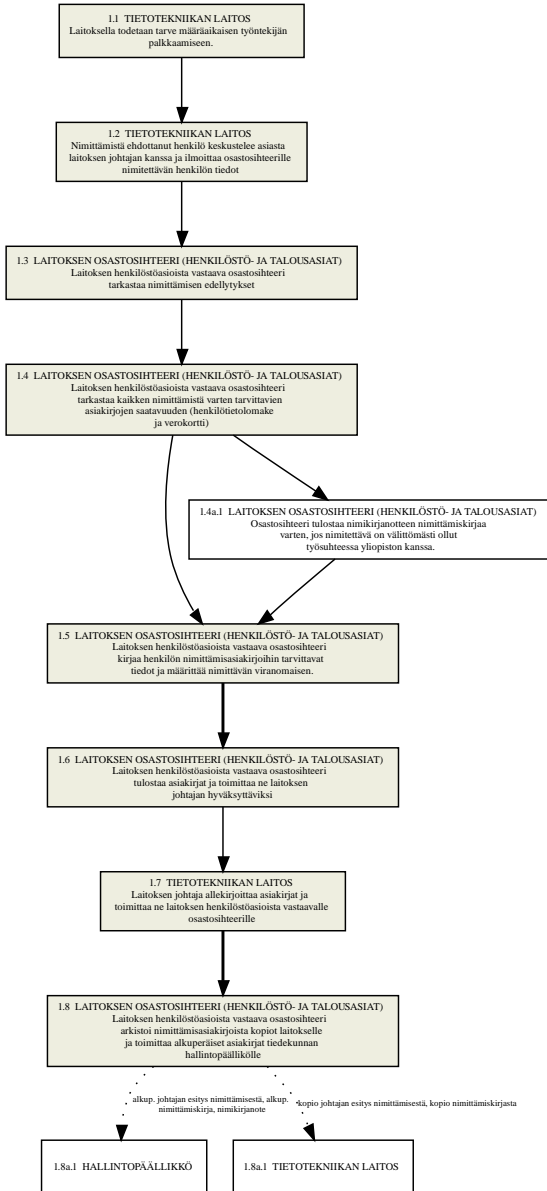 1.1 TIETOTEKNIIKAN LAITOS
Laitoksella todetaan tarve määräaikaisen työntekijän
palkkaamiseen.
1.2 TIETOTEKNIIKAN LAITOS
Nimittämistä ehdottanut henkilö keskustelee asiasta
laitoksen johtajan kanssa ja ilmoittaa osastosihteerille
nimitettävän henkilön tiedot
1.3 LAITOKSEN OSASTOSIHTEERI (HENKILÖSTÖ- JA TALOUSASIAT)
Laitoksen henkilöstöasioista vastaava osastosihteeri
tarkastaa nimittämisen edellytykset
1.4 LAITOKSEN OSASTOSIHTEERI (HENKILÖSTÖ- JA TALOUSASIAT)
Laitoksen henkilöstöasioista vastaava osastosihteeri
tarkastaa kaikken nimittämistä varten tarvittavien
asiakirjojen saatavuuden (henkilötietolomake
ja verokortti)
1.4a.1 LAITOKSEN OSASTOSIHTEERI (HENKILÖSTÖ- JA TALOUSASIAT)
Osastosihteeri tulostaa nimikirjanotteen nimittämiskirjaa
varten, jos nimitettävä on välittömästi ollut
työsuhteessa yliopiston kanssa.
1.5 LAITOKSEN OSASTOSIHTEERI (HENKILÖSTÖ- JA TALOUSASIAT)
Laitoksen henkilöstöasioista vastaava osastosihteeri
kirjaa henkilön nimittämisasiakirjoihin tarvittavat
tiedot ja määrittää nimittävän viranomaisen.
1.6 LAITOKSEN OSASTOSIHTEERI (HENKILÖSTÖ- JA TALOUSASIAT)
Laitoksen henkilöstöasioista vastaava osastosihteeri
tulostaa asiakirjat ja toimittaa ne laitoksen
johtajan hyväksyttäviksi
1.7 TIETOTEKNIIKAN LAITOS
Laitoksen johtaja allekirjoittaa asiakirjat ja
toimittaa ne laitoksen henkilöstöasioista vastaavalle
osastosihteerille
1.8 LAITOKSEN OSASTOSIHTEERI (HENKILÖSTÖ- JA TALOUSASIAT)
Laitoksen henkilöstöasioista vastaava osastosihteeri
arkistoi nimittämisasiakirjoista kopiot laitokselle
ja toimittaa alkuperäiset asiakirjat tiedekunnan
hallintopäällikölle
alkup. johtajan esitys nimittämisestä, alkup.
nimittämiskirja, nimikirjanote
kopio johtajan esitys nimittämisestä, kopio nimittämiskirjasta
1.8a.1 HALLINTOPÄÄLLIKKÖ
1.8a.1 TIETOTEKNIIKAN LAITOS